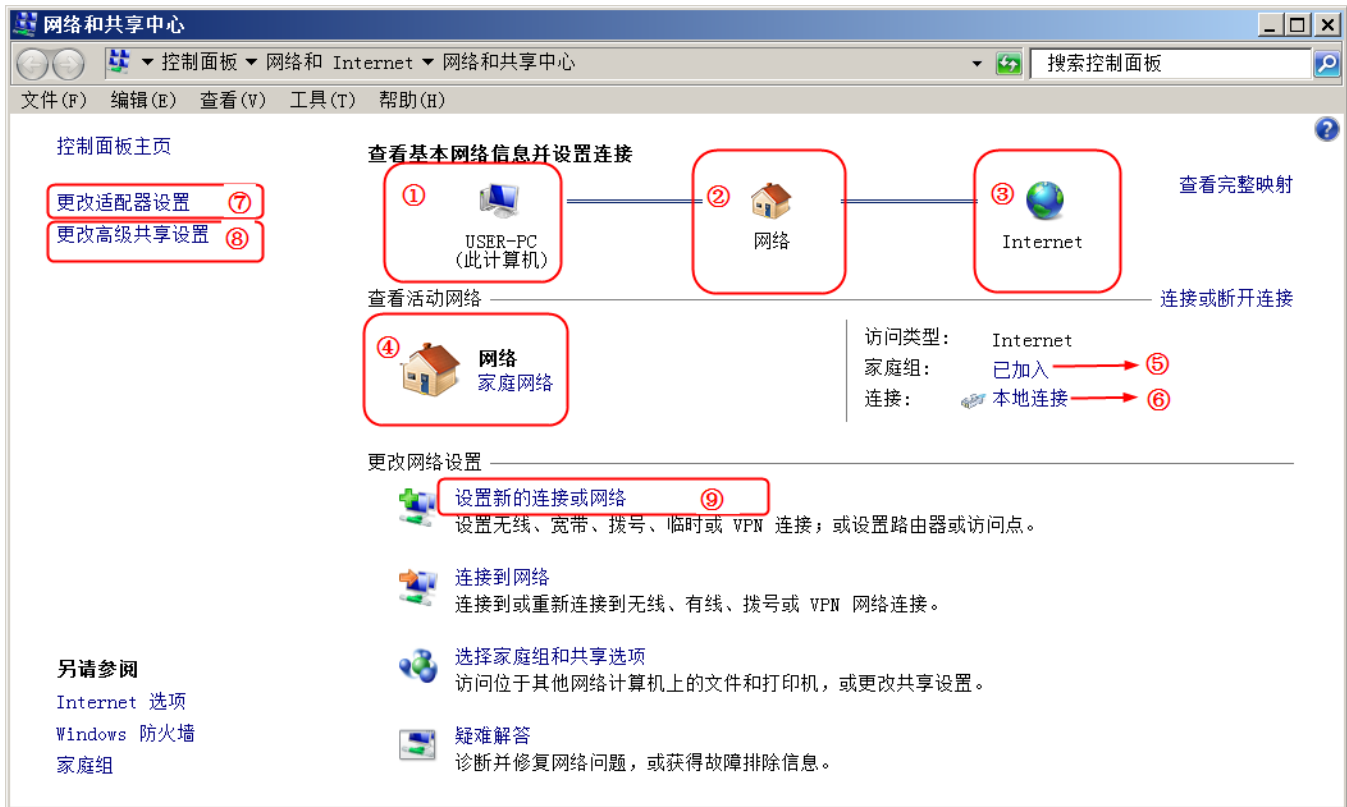 网络和共享中心
控制面板 网络和 Internet 网络和共享中心 搜索控制面板
文件(F) 编辑(E) 查看(V) 工具(T) 帮助(H)
控制面板主页
更改适配器设置 ⑦
更改高级共享设置 ⑧
另请参阅
Internet 选项
Windows 防火墙
家庭组
查看基本网络信息并设置连接
① ② ③
查看完整映射
USER-PC 网络 Internet
(此计算机)
查看活动网络 连接或断开连接
④ 网络
家庭网络
访问类型: Internet
家庭组: 已加入 ⑤
连接: 本地连接 ⑥
更改网络设置
设置新的连接或网络 ⑨
设置无线、宽带、拨号、临时或 VPN 连接;或设置路由器或访问点。
连接到网络
连接到或重新连接到无线、有线、拨号或 VPN 网络连接。
选择家庭组和共享选项
访问位于其他网络计算机上的文件和打印机,或更改共享设置。
疑难解答
诊断并修复网络问题,或获得故障排除信息。